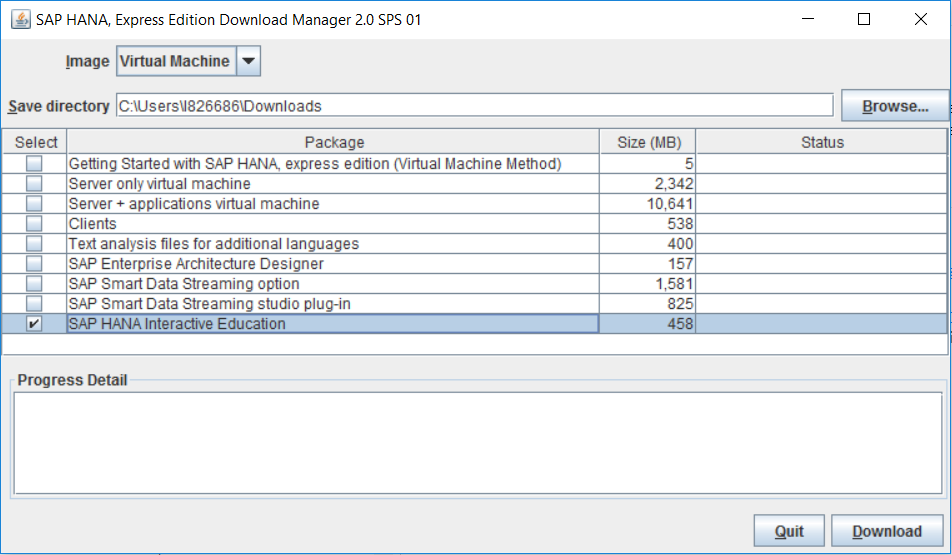 SAP HANA, Express Edition Download Manager 2.0 SPS 01
Image Virtual Machine
Save directory C:\Users\I826686\Downloads Browse...
Select Package Size (MB) Status
Getting Started with SAP HANA, express edition (Virtual Machine Method) 5
Server only virtual machine 2,342
Server + applications virtual machine 10,641
Clients 538
Text analysis files for additional languages 400
SAP Enterprise Architecture Designer 157
SAP Smart Data Streaming option 1,581
SAP Smart Data Streaming studio plug-in 825
SAP HANA Interactive Education 458
Progress Detail
Quit Download